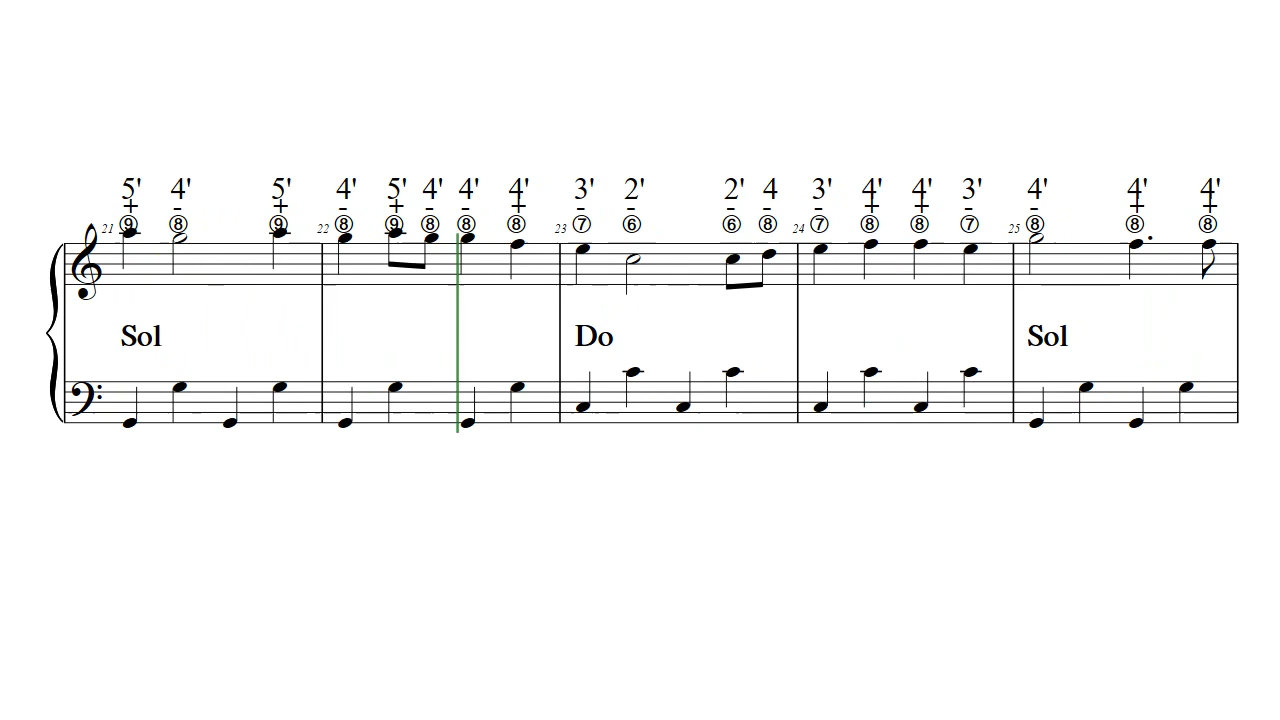 5' 4' 5' 4' 5' 4' 4' 4' 3' 2' 2' 4 3' 4' 4' 3' 4' 4' 4'
+ - + - + - - + - - - - - + + - - + +
⑨ ⑧ ⑨ ⑧ ⑨ ⑧ ⑧ ⑧ ⑦ ⑥ ⑥ ⑧ ⑦ ⑧ ⑧ ⑦ ⑧ ⑧ ⑧
21 22 23 24 25
Sol Do Sol